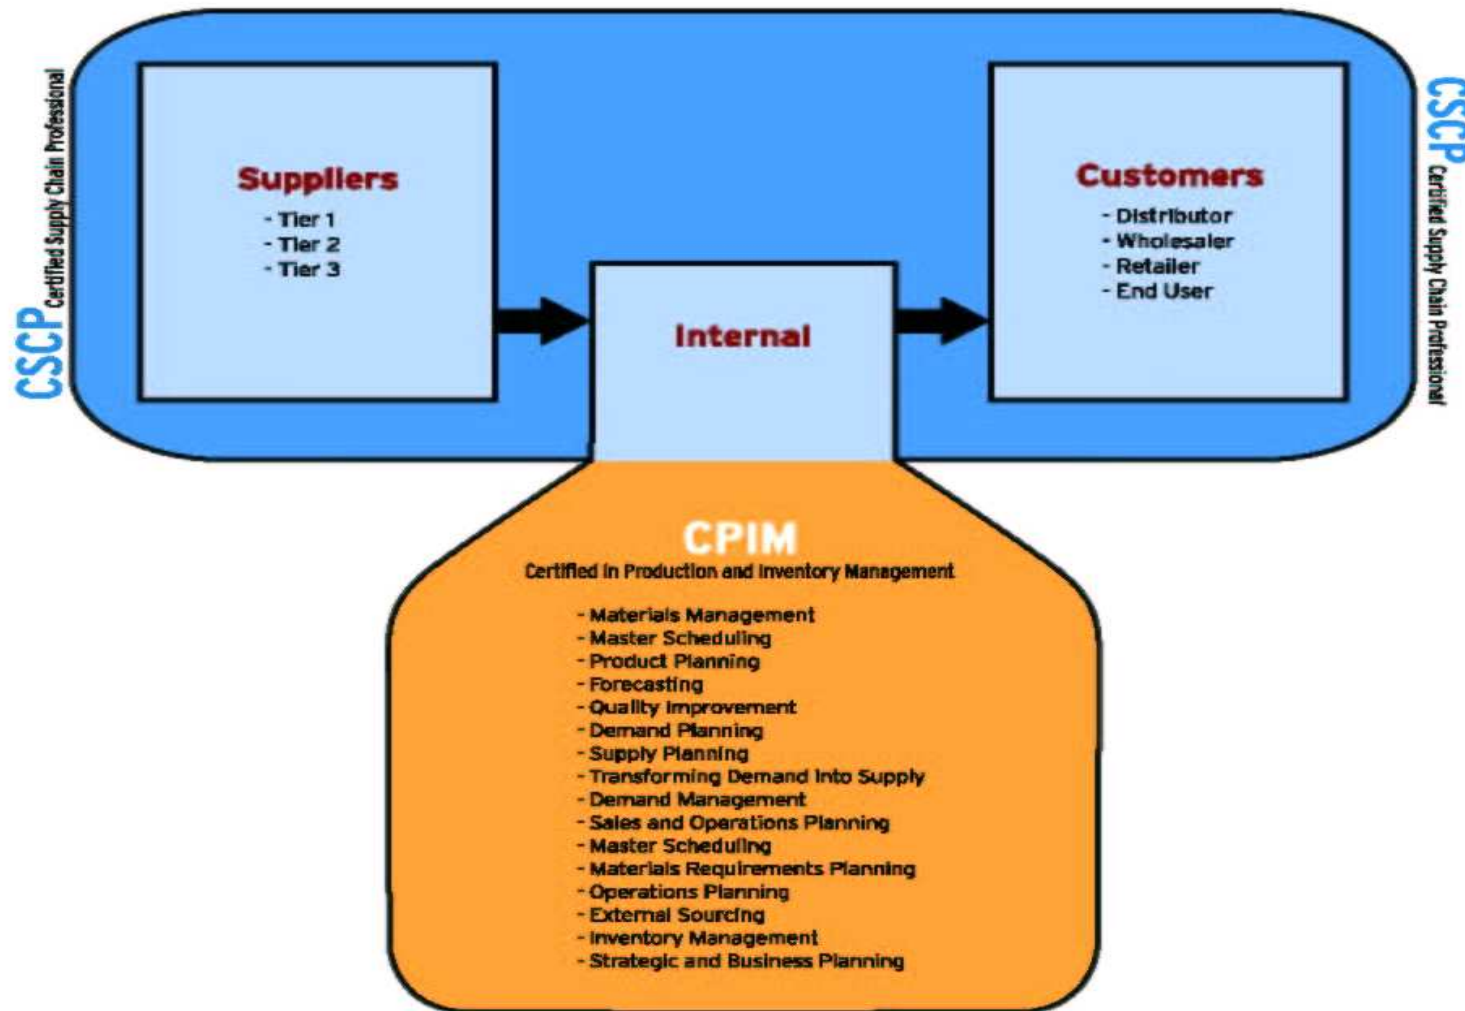 CSCP Certified Supply Chain Professional
Suppliers
- Tier 1
- Tier 2
- Tier 3
Internal
Customers
- Distributor
- Wholesaler
- Retailer
- End User
CSCP Certified Supply Chain Professional
CPIM
Certified in Production and Inventory Management
- Materials Management
- Master Scheduling
- Product Planning
- Forecasting
- Quality Improvement
- Demand Planning
- Supply Planning
- Transforming Demand into Supply
- Demand Management
- Sales and Operations Planning
- Master Scheduling
- Materials Requirements Planning
- Operations Planning
- External Sourcing
- Inventory Management
- Strategic and Business Planning